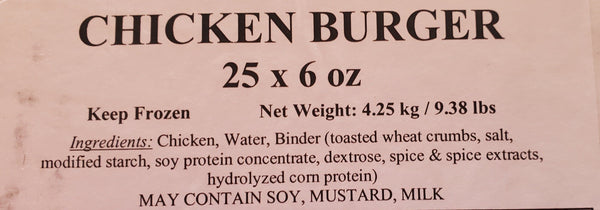 CHICKEN BURGER
25 x 6 oz
Keep Frozen Net Weight: 4.25 kg / 9.38 lbs
Ingredients: Chicken, Water, Binder (toasted wheat crumbs, salt,
modified starch, soy protein concentrate, dextrose, spice & spice extracts,
hydrolyzed corn protein)
MAY CONTAIN SOY, MUSTARD, MILK